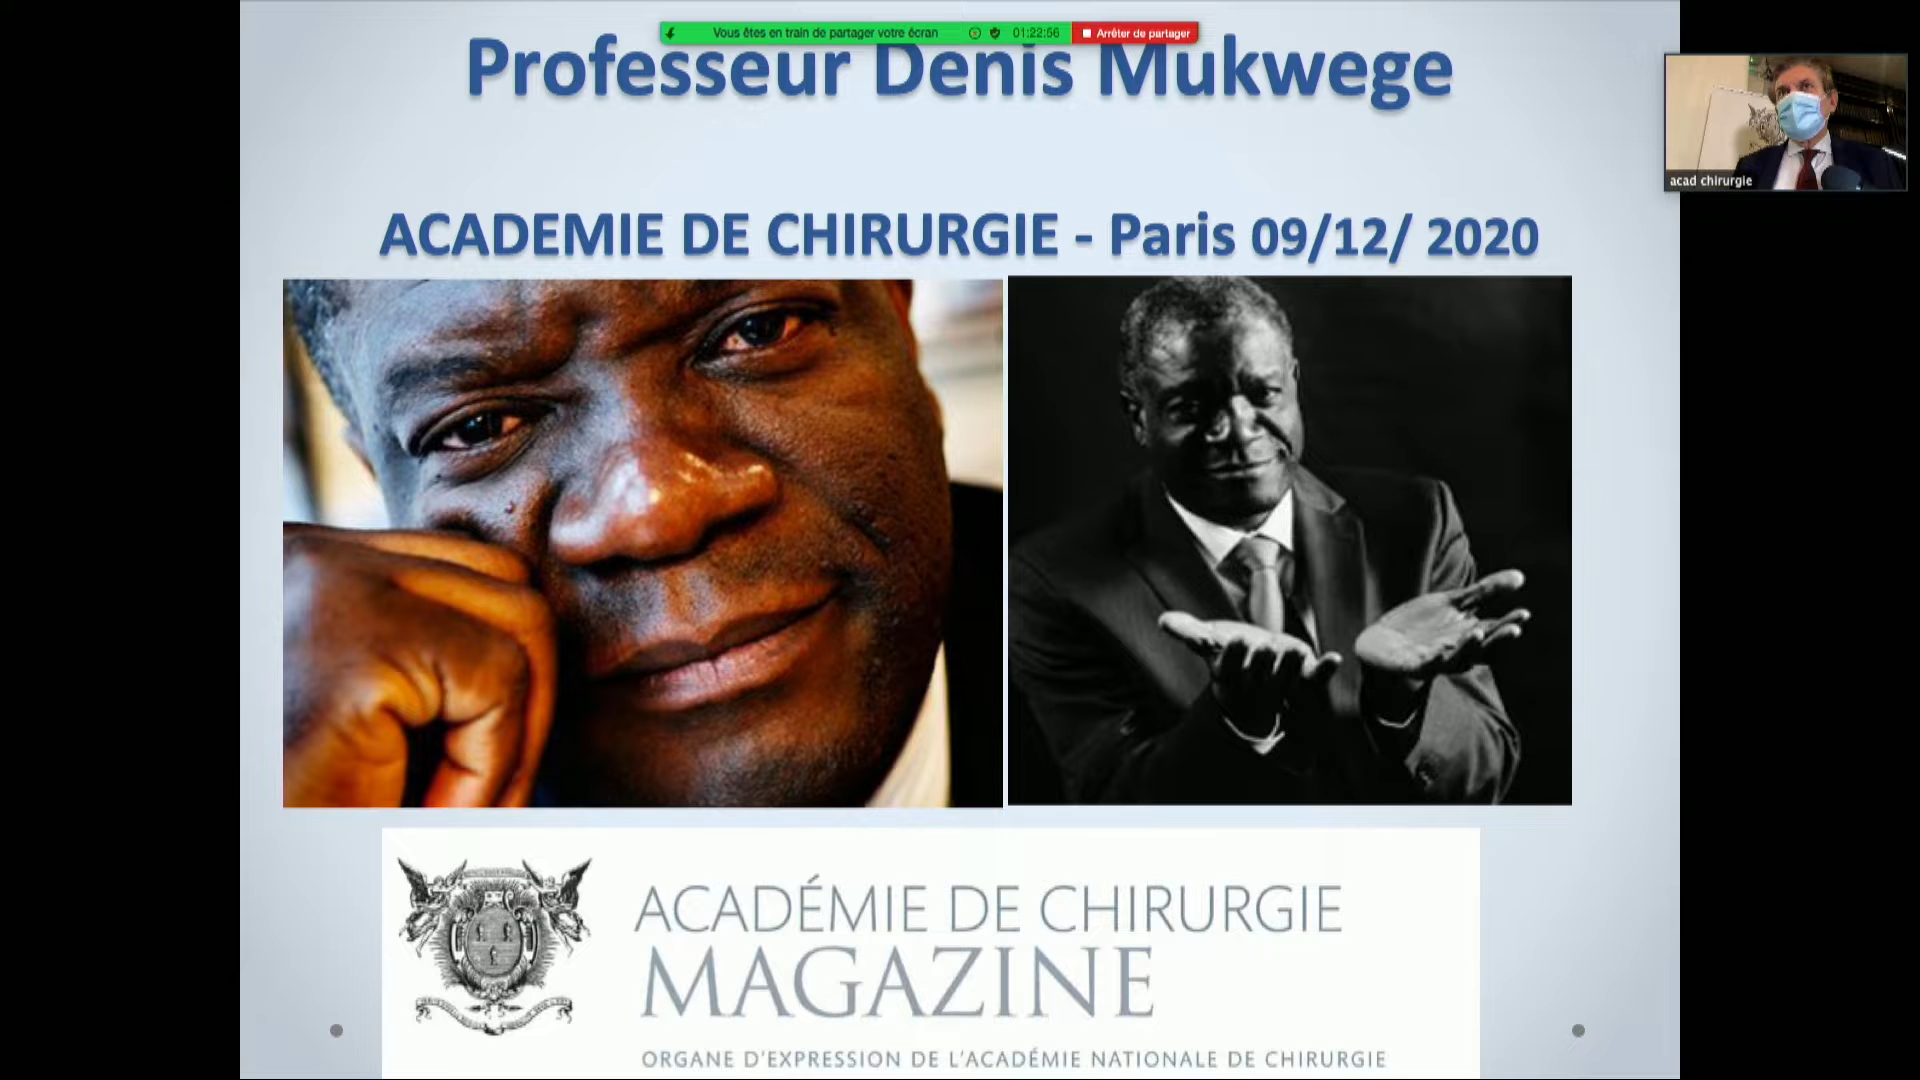 Vous êtes en train de partager votre écran
01:22:56
Arrêter de partager
Professeur Denis Mukwege
acad chirurgie
ACADEMIE DE CHIRURGIE - Paris 09/12/ 2020
ACADÉMIE DE CHIRURGIE
MAGAZINE
ORGANE D'EXPRESSION DE L'ACADÉMIE NATIONALE DE CHIRURGIE